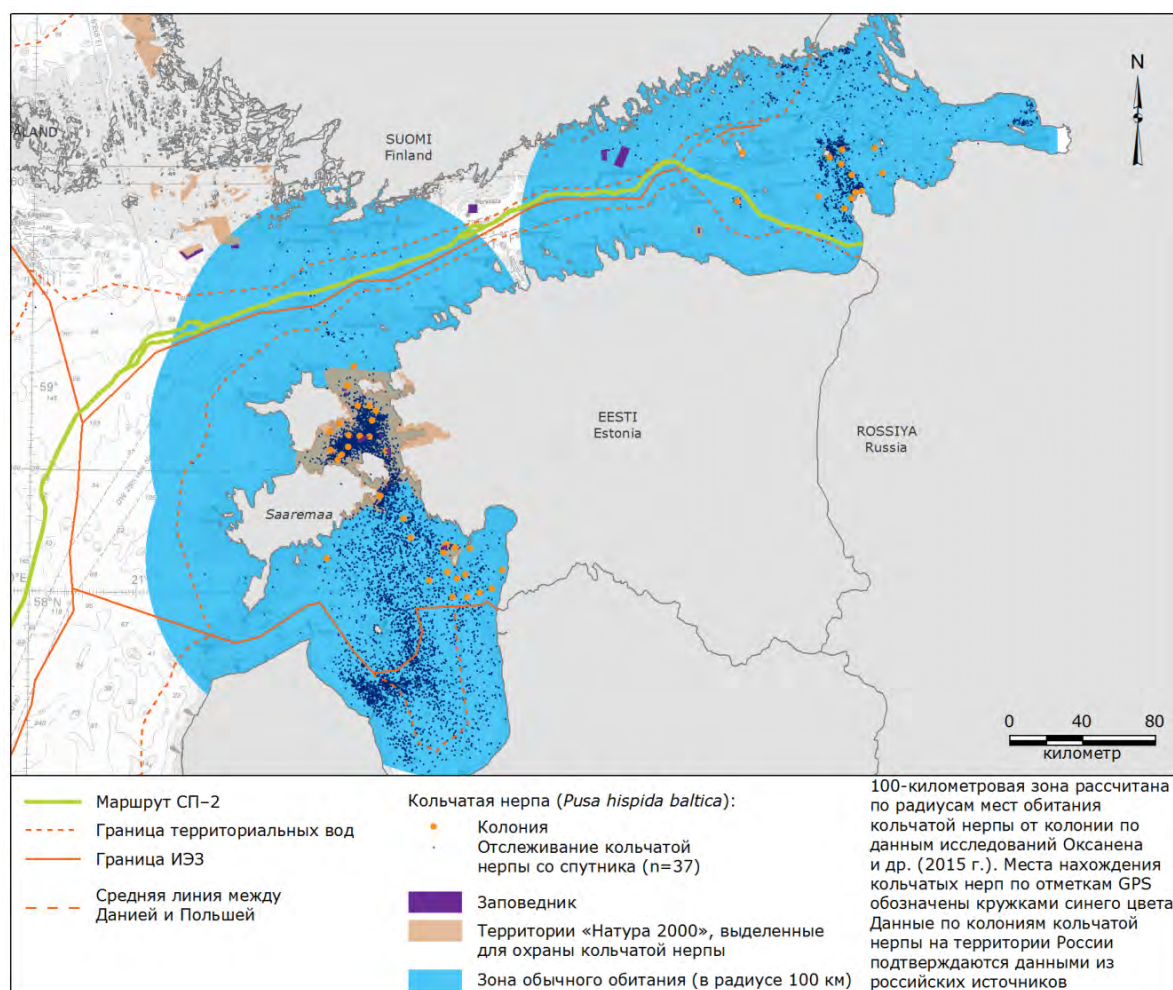 N
ÅLAND
SUOMI
Finland
60
59°
EESTI
Estonia
ROSSIYA
Russia
Saaremaa
21°
58°N
0 40 80
километр
Маршрут СП–2
Граница территориальных вод
Граница ИЭЗ
Средняя линия между
Данией и Польшей
Кольчатая нерпа (Pusa hispida baltica):
Колония
Отслеживание кольчатой
нерпы со спутника (n=37)
Заповедник
Территории «Натура 2000», выделенные
для охраны кольчатой нерпы
Зона обычного обитания (в радиусе 100 км)
100-километровая зона рассчитана
по радиусам мест обитания
кольчатой нерпы от колонии по
данным исследований Оксанена
и др. (2015 г.). Места нахождения
кольчатых нерп по отметкам GPS
обозначены кружками синего цвета
Данные по колониям кольчатой
нерпы на территории России
подтверждаются данными из
российских источников